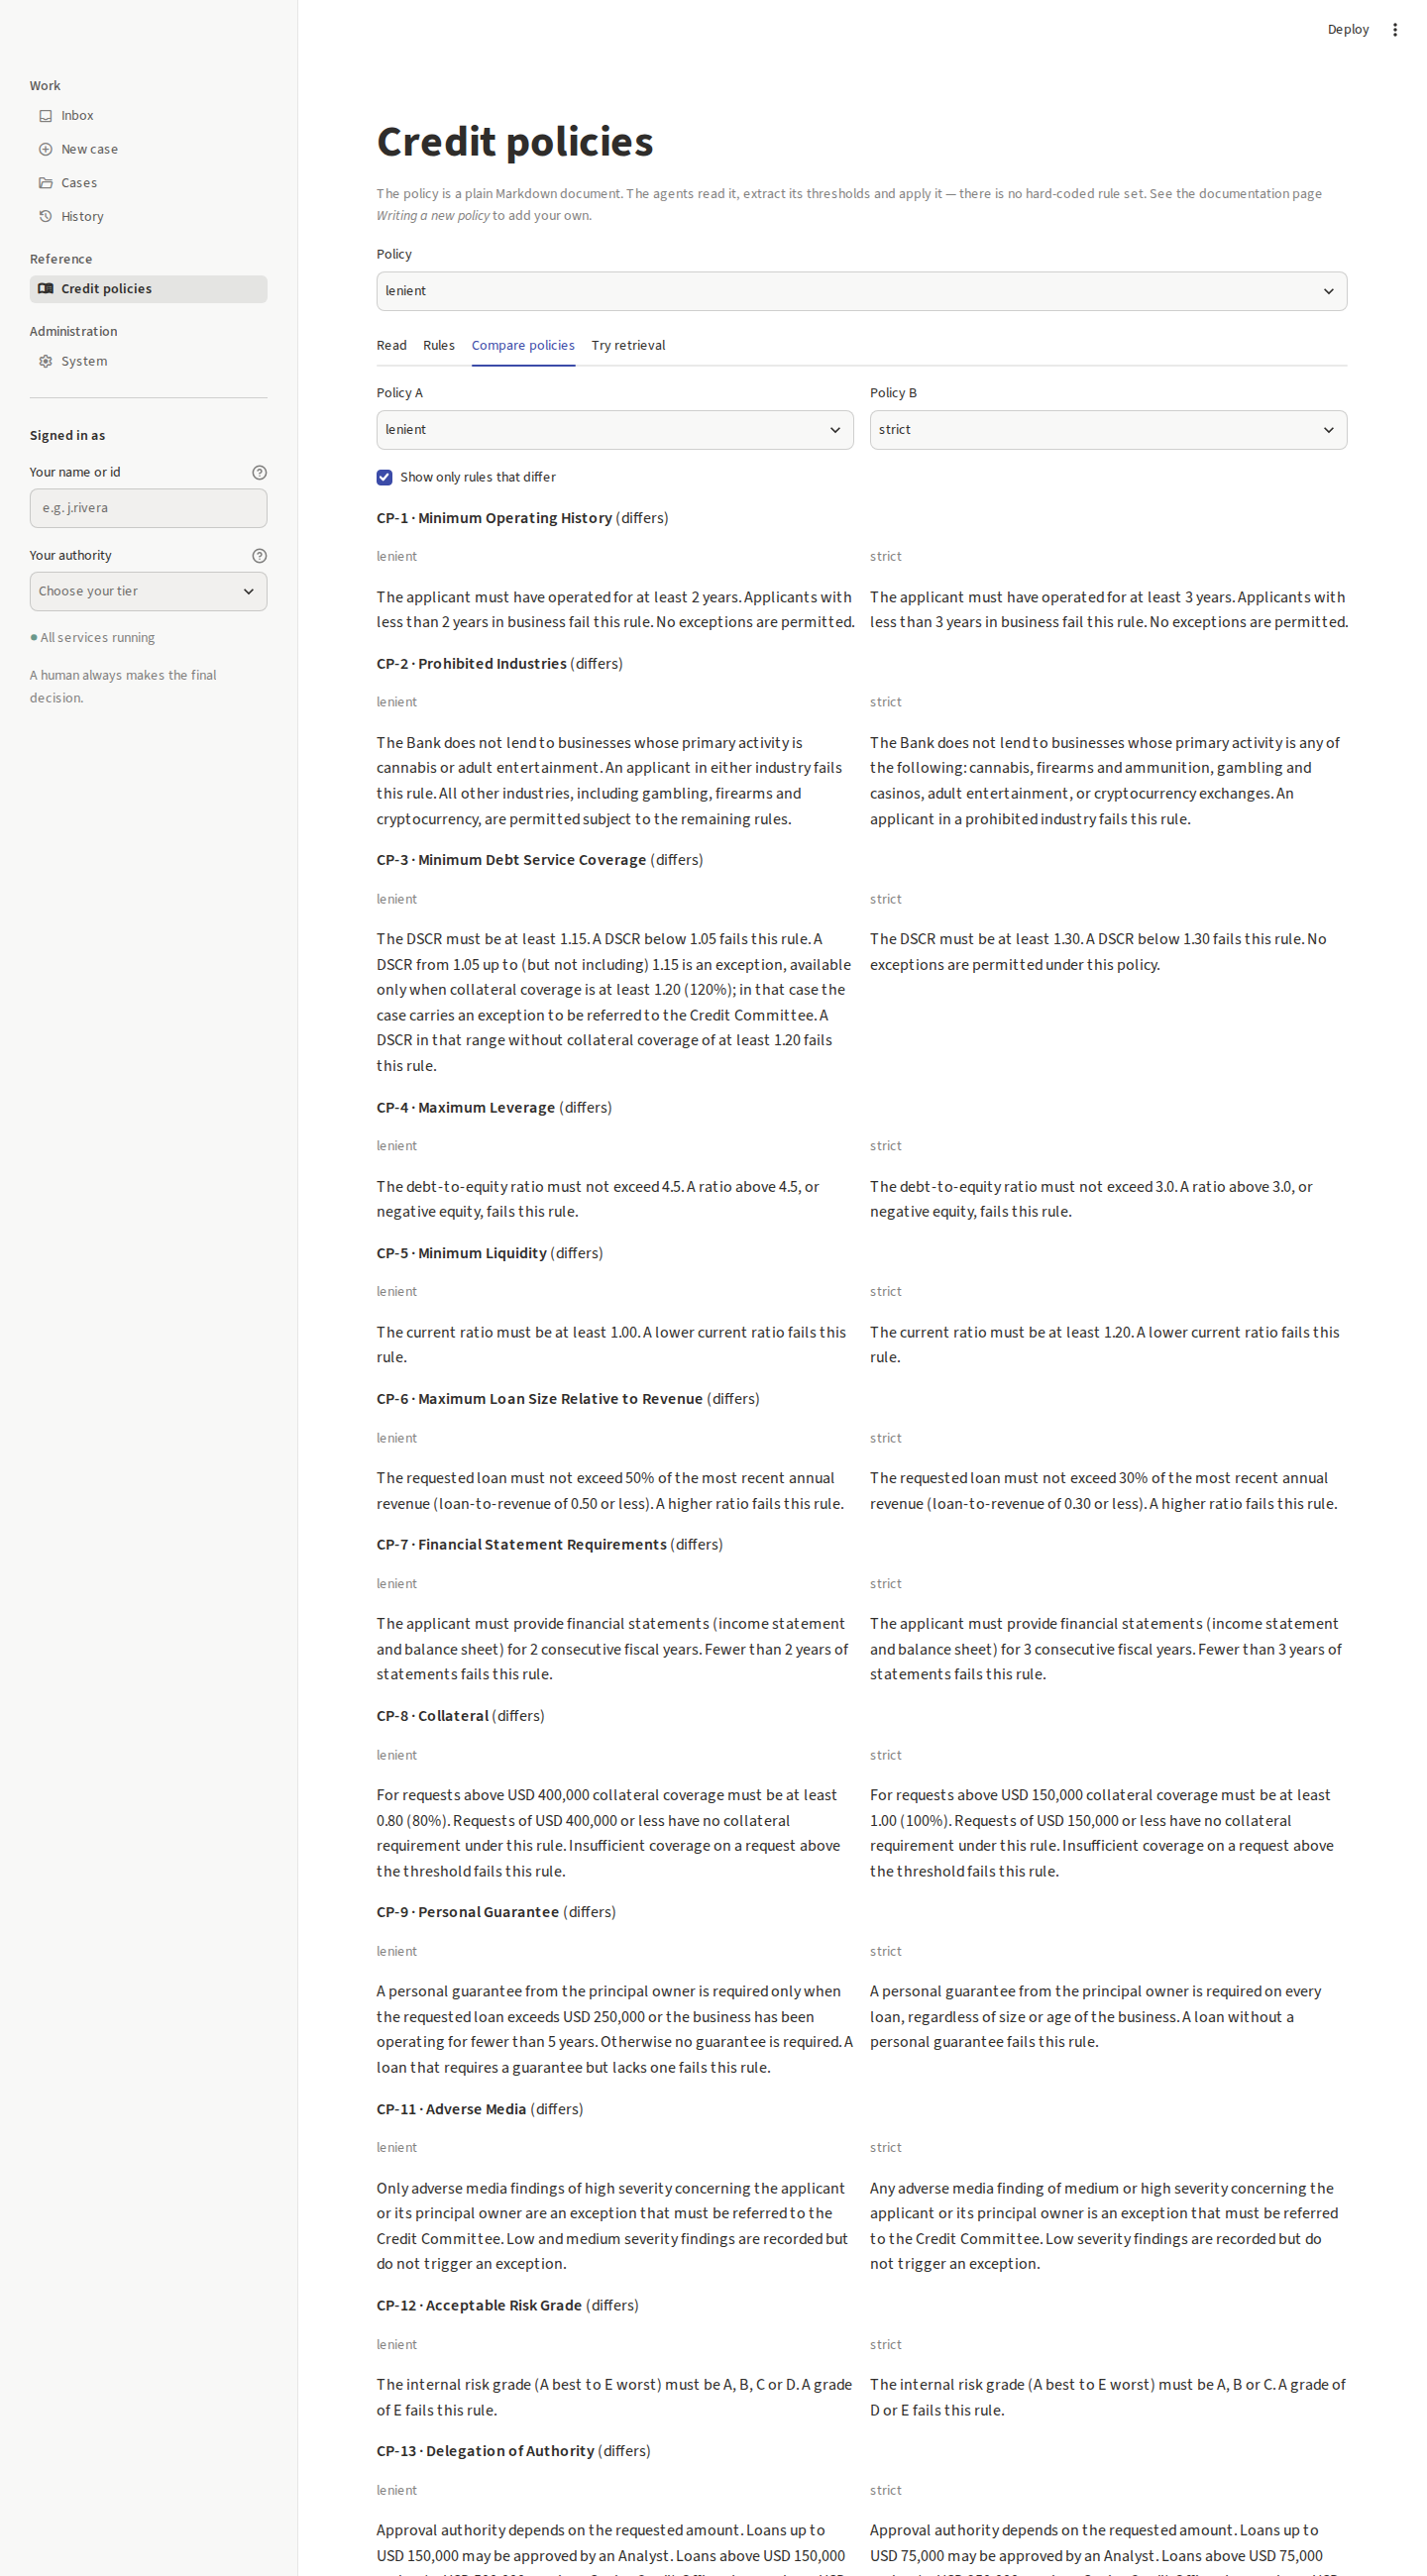 Deploy
Work
Inbox
New case
Cases
History
Reference
Credit policies
Administration
System
Signed in as
Your name or id
e.g. j.rivera
Your authority
Choose your tier
All services running
A human always makes the final
decision.
Credit policies
The policy is a plain Markdown document. The agents read it, extract its thresholds and apply it — there is no hard-coded rule set. See the documentation page
Writing a new policy to add your own.
Policy
lenient
Read Rules Compare policies Try retrieval
Policy A
lenient
Policy B
strict
Show only rules that differ
CP-1 · Minimum Operating History (differs)
lenient
The applicant must have operated for at least 2 years. Applicants with
less than 2 years in business fail this rule. No exceptions are permitted.
strict
The applicant must have operated for at least 3 years. Applicants with
less than 3 years in business fail this rule. No exceptions are permitted.
CP-2 · Prohibited Industries (differs)
lenient
The Bank does not lend to businesses whose primary activity is
cannabis or adult entertainment. An applicant in either industry fails
this rule. All other industries, including gambling, firearms and
cryptocurrency, are permitted subject to the remaining rules.
strict
The Bank does not lend to businesses whose primary activity is any of
the following: cannabis, firearms and ammunition, gambling and
casinos, adult entertainment, or cryptocurrency exchanges. An
applicant in a prohibited industry fails this rule.
CP-3 · Minimum Debt Service Coverage (differs)
lenient
The DSCR must be at least 1.15. A DSCR below 1.05 fails this rule. A
DSCR from 1.05 up to (but not including) 1.15 is an exception, available
only when collateral coverage is at least 1.20 (120%); in that case the
case carries an exception to be referred to the Credit Committee. A
DSCR in that range without collateral coverage of at least 1.20 fails
this rule.
strict
The DSCR must be at least 1.30. A DSCR below 1.30 fails this rule. No
exceptions are permitted under this policy.
CP-4 · Maximum Leverage (differs)
lenient
The debt-to-equity ratio must not exceed 4.5. A ratio above 4.5, or
negative equity, fails this rule.
strict
The debt-to-equity ratio must not exceed 3.0. A ratio above 3.0, or
negative equity, fails this rule.
CP-5 · Minimum Liquidity (differs)
lenient
The current ratio must be at least 1.00. A lower current ratio fails this
rule.
strict
The current ratio must be at least 1.20. A lower current ratio fails this
rule.
CP-6 · Maximum Loan Size Relative to Revenue (differs)
lenient
The requested loan must not exceed 50% of the most recent annual
revenue (loan-to-revenue of 0.50 or less). A higher ratio fails this rule.
strict
The requested loan must not exceed 30% of the most recent annual
revenue (loan-to-revenue of 0.30 or less). A higher ratio fails this rule.
CP-7 · Financial Statement Requirements (differs)
lenient
The applicant must provide financial statements (income statement
and balance sheet) for 2 consecutive fiscal years. Fewer than 2 years of
statements fails this rule.
strict
The applicant must provide financial statements (income statement
and balance sheet) for 3 consecutive fiscal years. Fewer than 3 years of
statements fails this rule.
CP-8 · Collateral (differs)
lenient
For requests above USD 400,000 collateral coverage must be at least
0.80 (80%). Requests of USD 400,000 or less have no collateral
requirement under this rule. Insufficient coverage on a request above
the threshold fails this rule.
strict
For requests above USD 150,000 collateral coverage must be at least
1.00 (100%). Requests of USD 150,000 or less have no collateral
requirement under this rule. Insufficient coverage on a request above
the threshold fails this rule.
CP-9 · Personal Guarantee (differs)
lenient
A personal guarantee from the principal owner is required only when
the requested loan exceeds USD 250,000 or the business has been
operating for fewer than 5 years. Otherwise no guarantee is required. A
loan that requires a guarantee but lacks one fails this rule.
strict
A personal guarantee from the principal owner is required on every
loan, regardless of size or age of the business. A loan without a
personal guarantee fails this rule.
CP-11 · Adverse Media (differs)
lenient
Only adverse media findings of high severity concerning the applicant
or its principal owner are an exception that must be referred to the
Credit Committee. Low and medium severity findings are recorded but
do not trigger an exception.
strict
Any adverse media finding of medium or high severity concerning the
applicant or its principal owner is an exception that must be referred
to the Credit Committee. Low severity findings are recorded but do
not trigger an exception.
CP-12 · Acceptable Risk Grade (differs)
lenient
The internal risk grade (A best to E worst) must be A, B, C or D. A grade
of E fails this rule.
strict
The internal risk grade (A best to E worst) must be A, B or C. A grade of
D or E fails this rule.
CP-13 · Delegation of Authority (differs)
lenient
Approval authority depends on the requested amount. Loans up to
USD 150,000 may be approved by an Analyst. Loans above USD 150,000
strict
Approval authority depends on the requested amount. Loans up to
USD 75,000 may be approved by an Analyst. Loans above USD 75,000